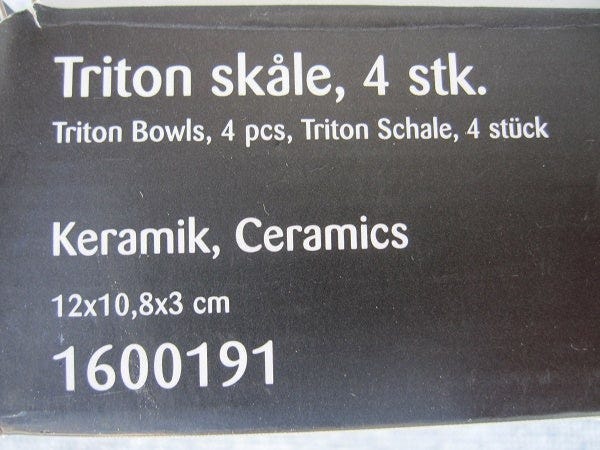 Triton skåle, 4 stk.
Triton Bowls, 4 pcs, Triton Schale, 4 stück
Keramik, Ceramics
12x10,8x3 cm
1600191